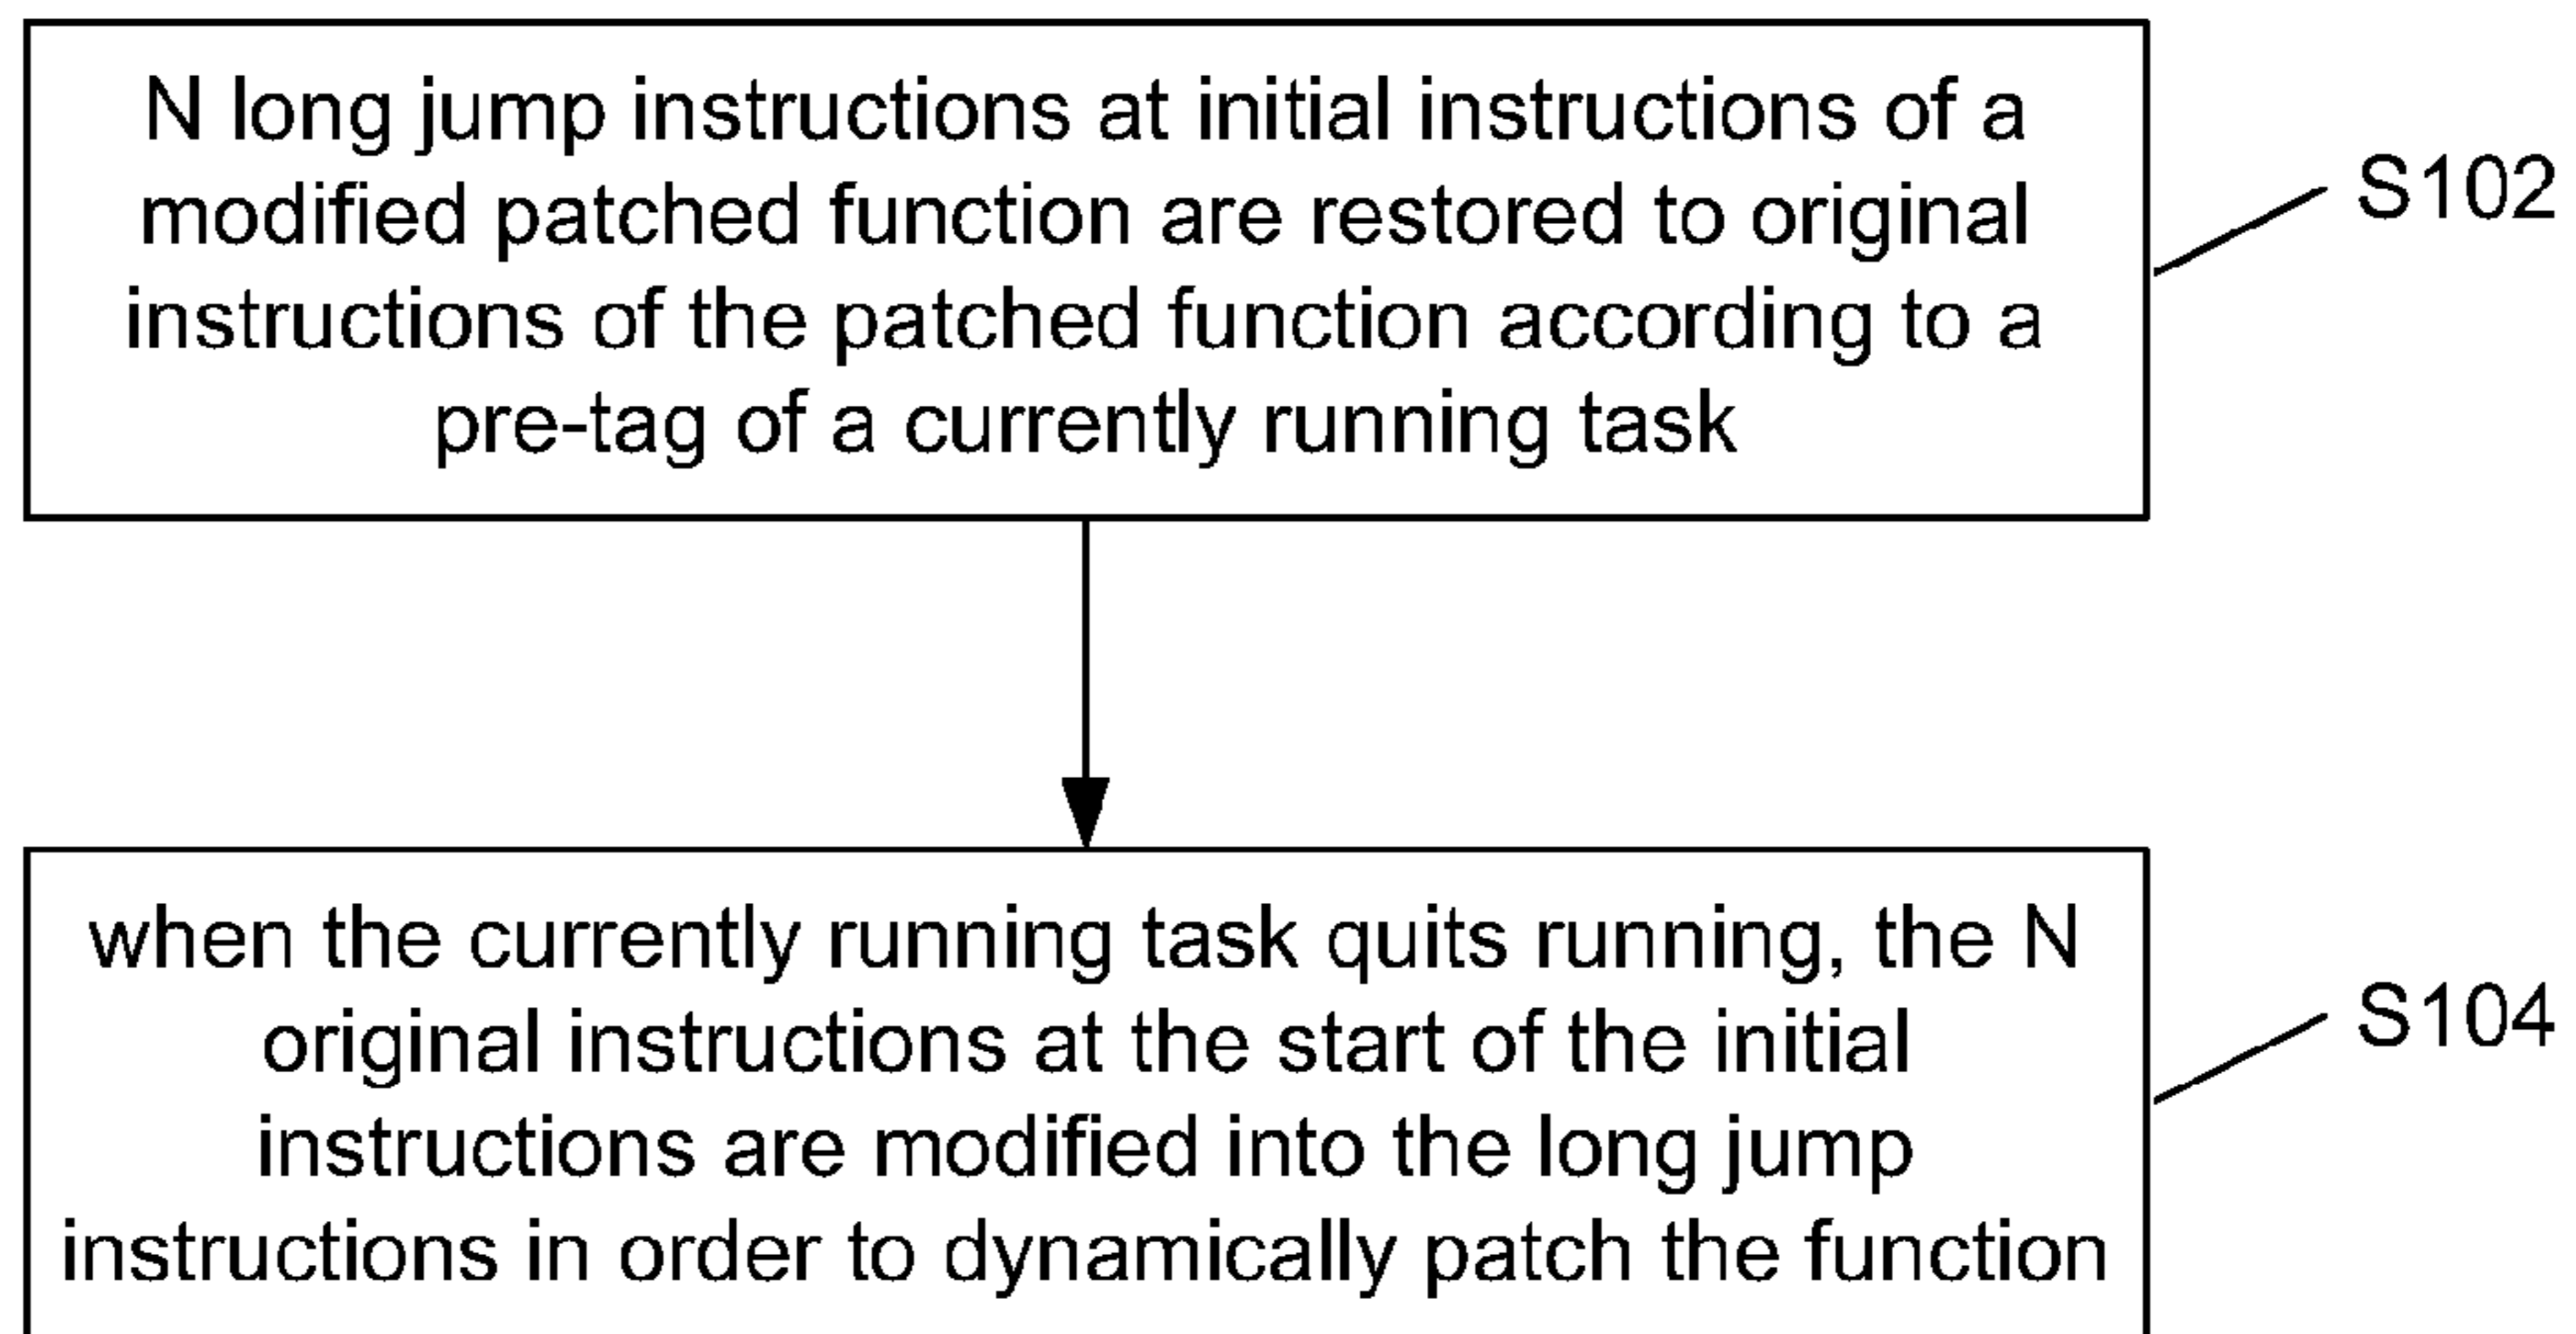 N long jump instructions at initial instructions of a
modified patched function are restored to original
instructions of the patched function according to a
pre-tag of a currently running task
S102
when the currently running task quits running, the N
original instructions at the start of the initial
instructions are modified into the long jump
instructions in order to dynamically patch the function
S104